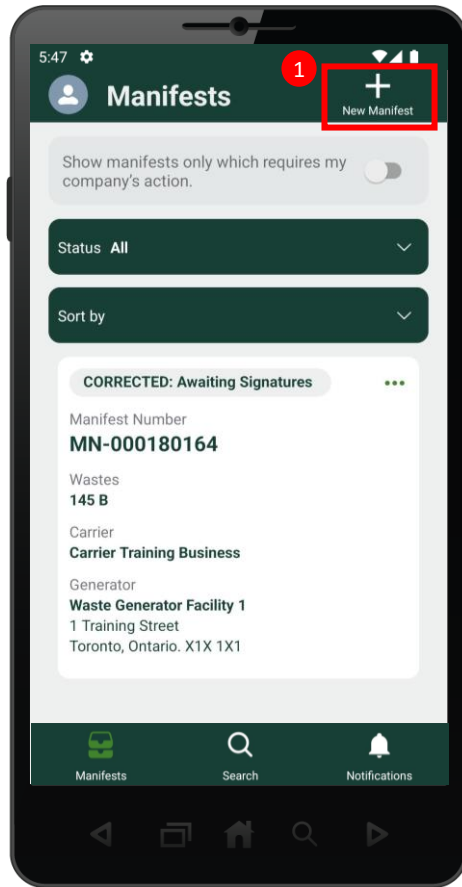 5:47
1
Manifests
New Manifest
Show manifests only which requires my
company's action.
Status All
Sort by
CORRECTED: Awaiting Signatures
Manifest Number
MN-000180164
Wastes
145 B
Carrier
Carrier Training Business
Generator
Waste Generator Facility 1
1 Training Street
Toronto, Ontario. X1X 1X1
Manifests
Search
Notifications